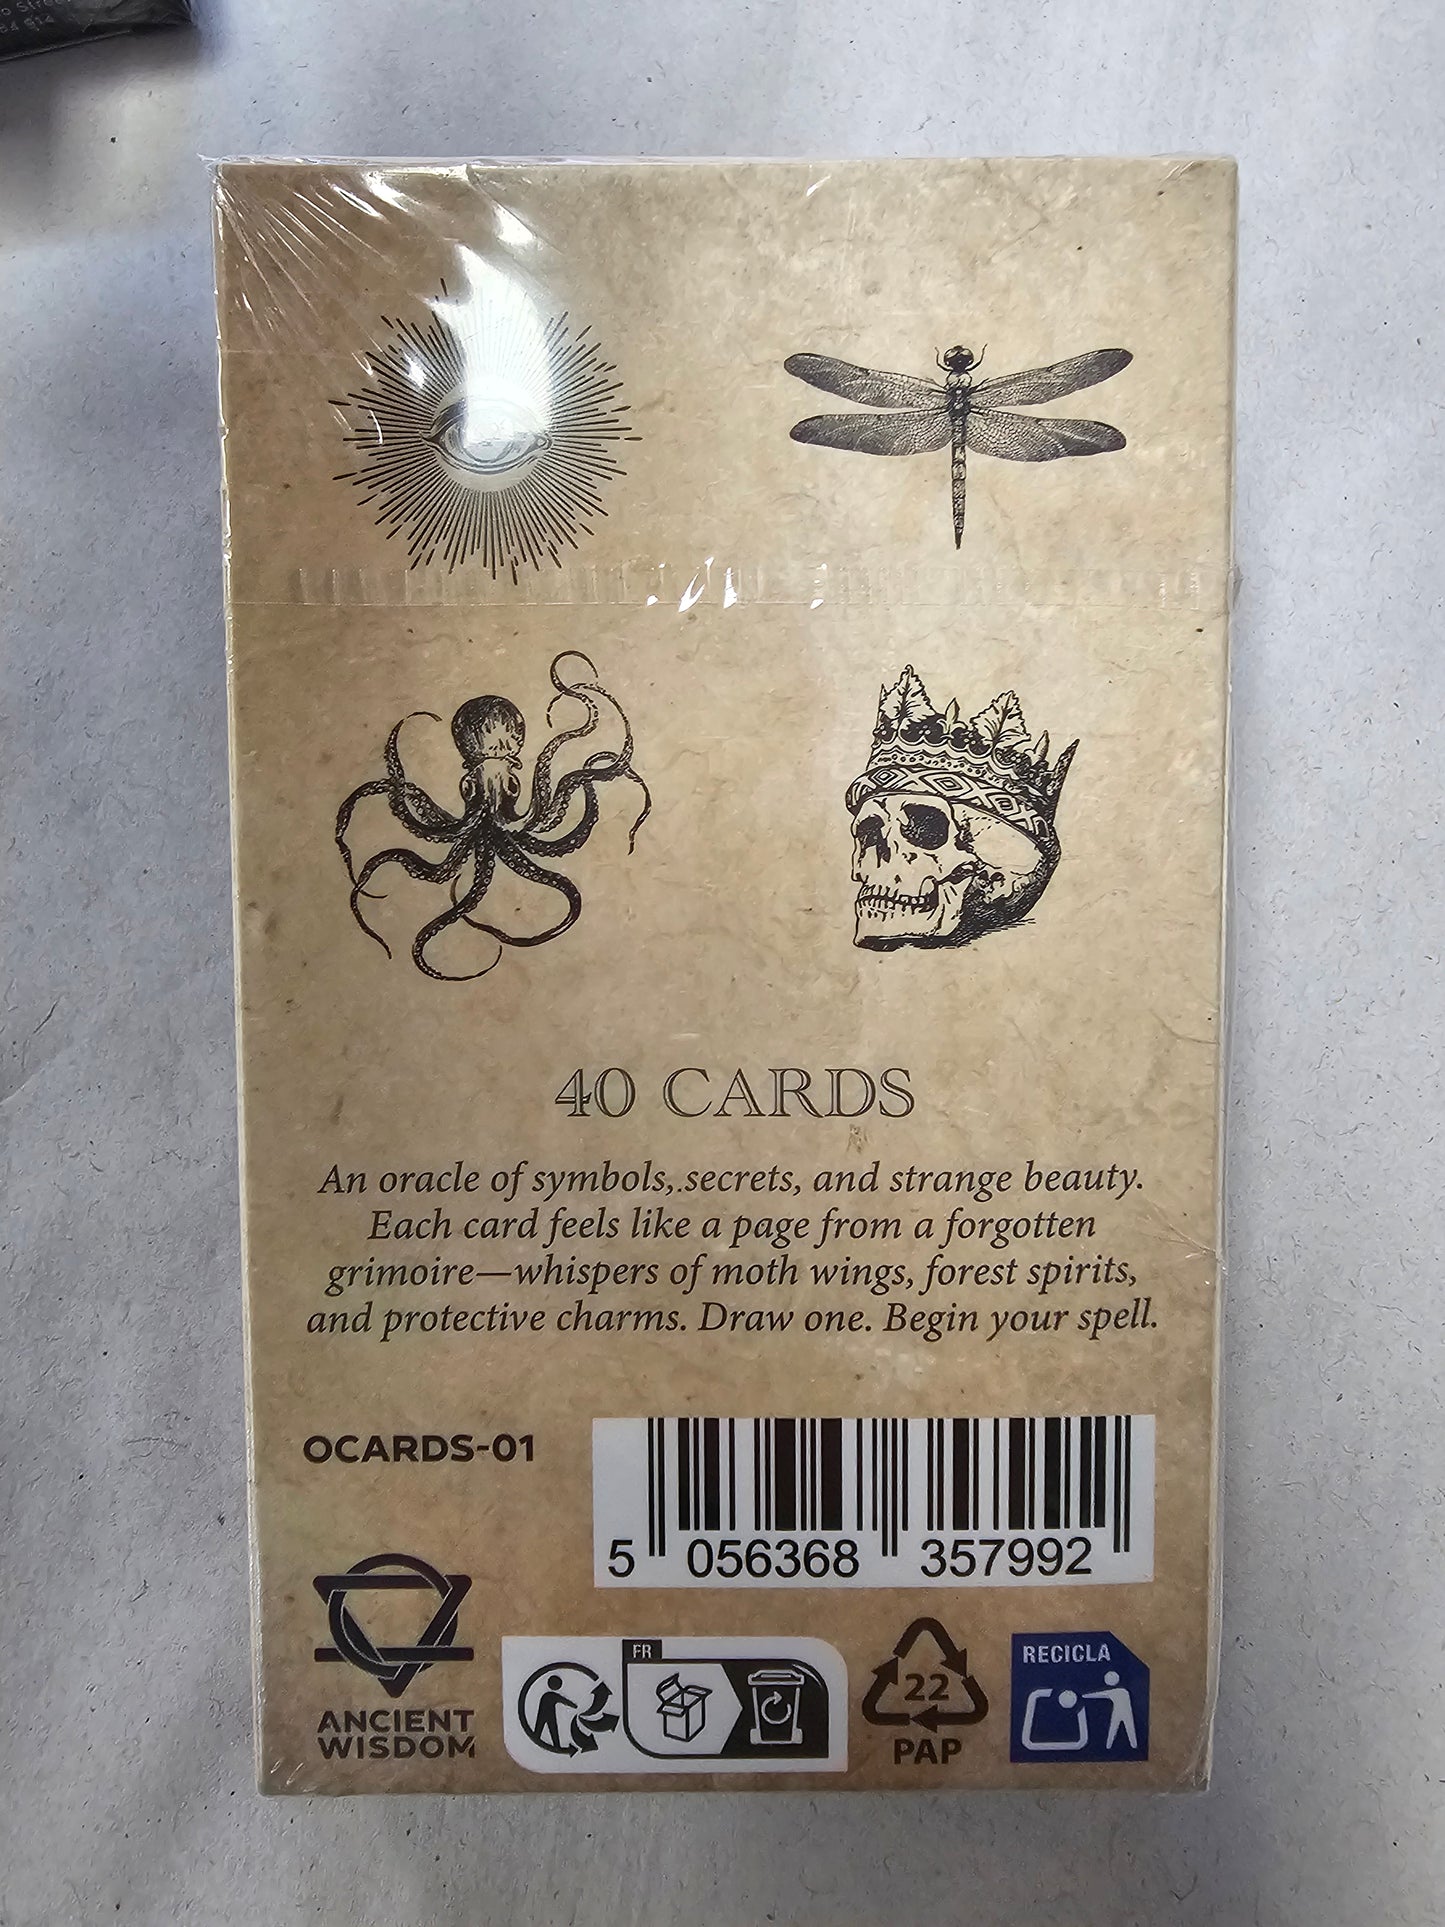 40 CARDS
An oracle of symbols, secrets, and strange beauty.
Each card feels like a page from a forgotten
grimoire—whispers of moth wings, forest spirits,
and protective charms. Draw one. Begin your spell.
OCARDS-01
5 056368 357992
ANCIENT
WISDOM
FR
22
PAP
RECICLA